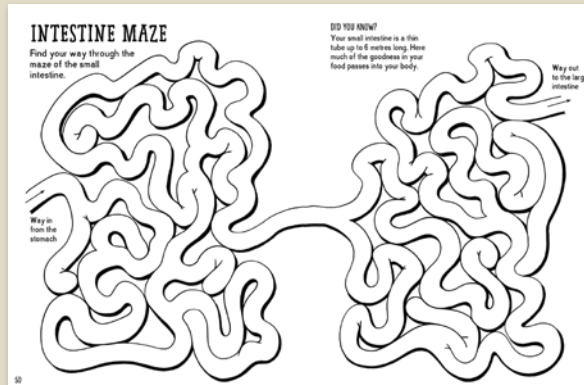 INTESTINE MAZE
Find your way through the
maze of the small
intestine.
DID YOU KNOW?
Your small intestine is a thin
tube up to 6 metres long. Here
much of the goodness in your
food passes into your body.
Way out
to the larg
intestine
Way in
from the
stomach
50